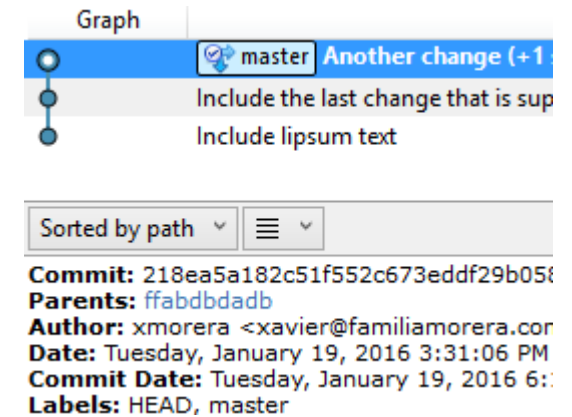 Graph
master Another change (+1
Include the last change that is sup
Include lipsum text
Sorted by path
Commit: 218ea5a182c51f552c673eddf29b058
Parents: ffabdbdadb
Author: xmorera <xavier@familiamorera.com
Date: Tuesday, January 19, 2016 3:31:06 PM
Commit Date: Tuesday, January 19, 2016 6:
Labels: HEAD, master